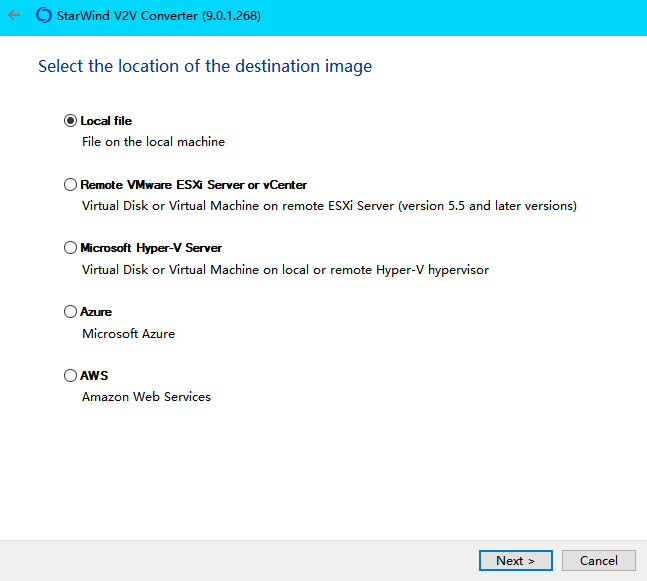 StarWind V2V Converter (9.0.1.268)
Select the location of the destination image
Local file
File on the local machine
Remote VMware ESXi Server or vCenter
Virtual Disk or Virtual Machine on remote ESXi Server (version 5.5 and later versions)
Microsoft Hyper-V Server
Virtual Disk or Virtual Machine on local or remote Hyper-V hypervisor
Azure
Microsoft Azure
AWS
Amazon Web Services
Next > Cancel